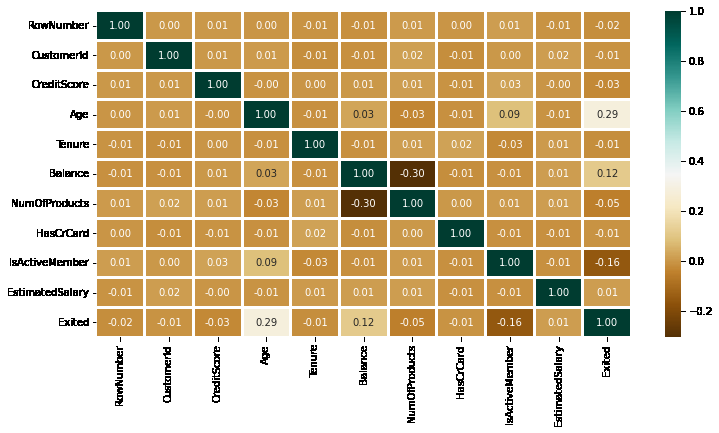 RowNumber 1.00 0.00 0.01 0.00 -0.01 -0.01 0.01 0.00 0.01 -0.01 -0.02
CustomerId 0.00 1.00 0.01 0.01 -0.01 -0.01 0.02 -0.01 0.00 0.02 -0.01
CreditScore 0.01 0.01 1.00 -0.00 0.00 0.01 0.01 -0.01 0.03 -0.00 -0.03
Age 0.00 0.01 -0.00 1.00 -0.01 0.03 -0.03 -0.01 0.09 -0.01 0.29
Tenure -0.01 -0.01 0.00 -0.01 1.00 -0.01 0.01 0.02 -0.03 0.01 -0.01
Balance -0.01 -0.01 0.01 0.03 -0.01 1.00 -0.30 -0.01 -0.01 0.01 0.12
NumOfProducts 0.01 0.02 0.01 -0.03 0.01 -0.30 1.00 0.00 0.01 0.01 -0.05
HasCrCard 0.00 -0.01 -0.01 -0.01 0.02 -0.01 0.00 1.00 -0.01 -0.01 -0.01
IsActiveMember 0.01 0.00 0.03 0.09 -0.03 -0.01 0.01 -0.01 1.00 -0.01 -0.16
EstimatedSalary -0.01 0.02 -0.00 -0.01 0.01 0.01 0.01 -0.01 -0.01 1.00 0.01
Exited -0.02 -0.01 -0.03 0.29 -0.01 0.12 -0.05 -0.01 -0.16 0.01 1.00
RowNumber
CustomerId
CreditScore
Age
Tenure
Balance
NumOfProducts
HasCrCard
IsActiveMember
EstimatedSalary
Exited
1.0
0.8
0.6
0.4
0.2
0.0
−0.2